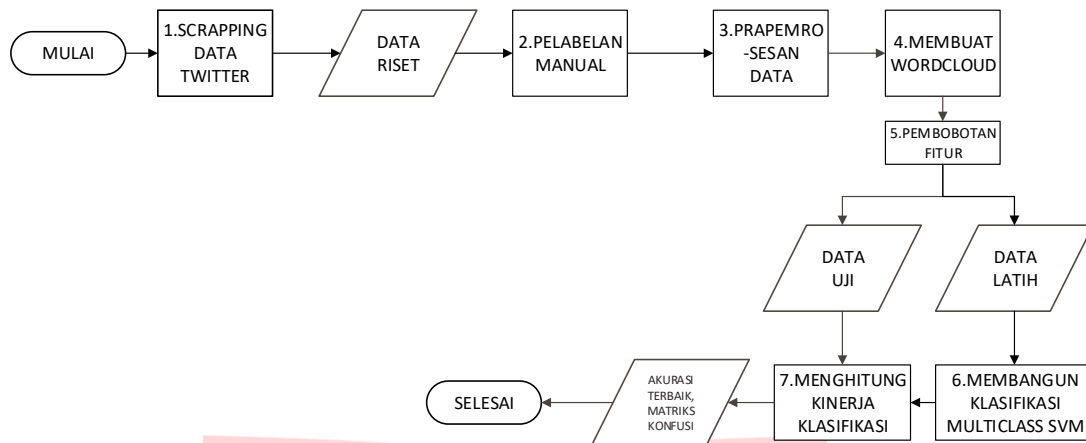 MULAI
1.SCRAPPING
DATA
TWITTER
DATA
RISET
2.PELABELAN
MANUAL
3.PRAPEMRO
-SESAN
DATA
4.MEMBUAT
WORDCLOUD
5.PEMBOBOTAN
FITUR
DATA
UJI
DATA
LATIH
6.MEMBANGUN
KLASIFIKASI
MULTICLASS SVM
7.MENGHITUNG
KINERJA
KLASIFIKASI
AKURASI
TERBAIK,
MATRIKS
KONFUSI
SELESAI